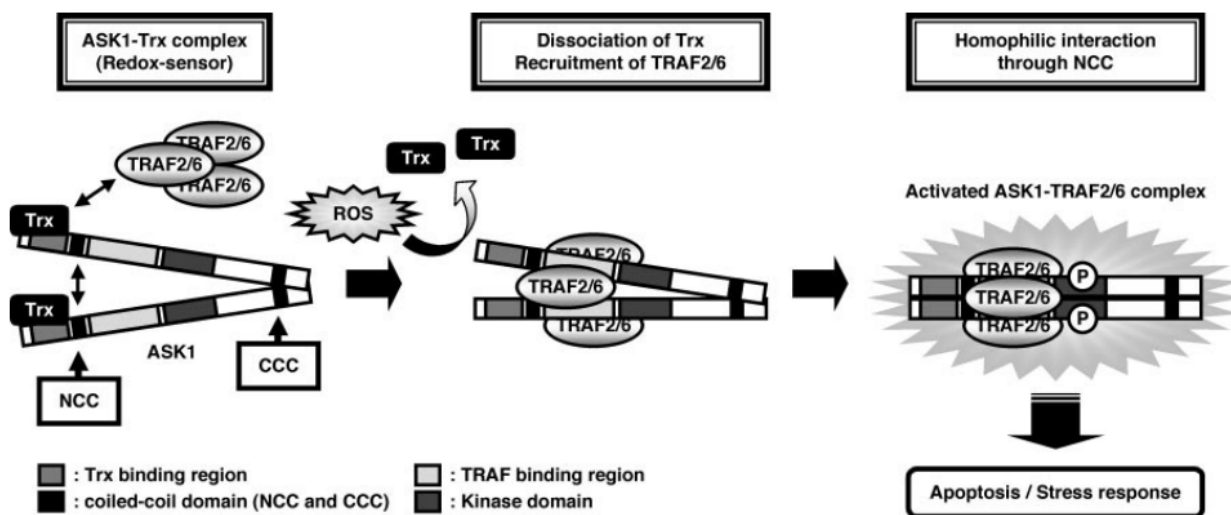 ASK1-Trx complex
(Redox-sensor)
Dissociation of Trx
Recruitment of TRAF2/6
Homophilic interaction
through NCC
TRAF2/6
TRAF2/6
TRAF2/6
Trx
Trx
ASK1
NCC
CCC
ROS
Trx
Trx
TRAF2/6
TRAF2/6
TRAF2/6
Activated ASK1-TRAF2/6 complex
TRAF2/6
P
TRAF2/6
TRAF2/6
P
Apoptosis / Stress response
: Trx binding region
: TRAF binding region
: coiled-coil domain (NCC and CCC)
: Kinase domain